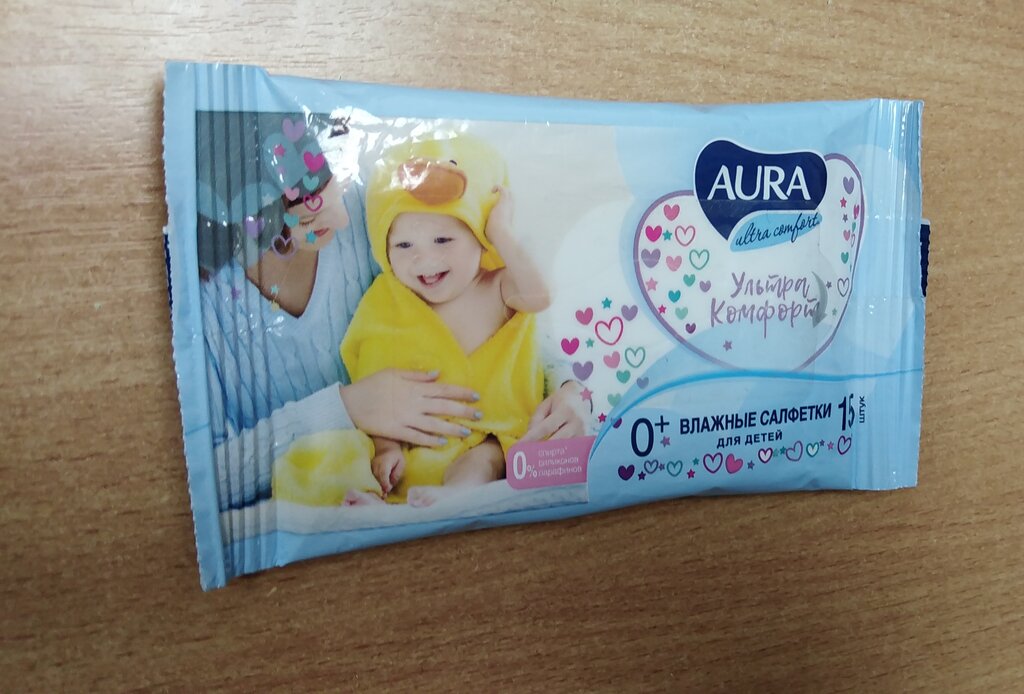 AURA
ultra comfort
Ультра
Комфорт
0+ ВЛАЖНЫЕ САЛФЕТКИ 15 штук
ДЛЯ ДЕТЕЙ
0% спирта*
силиконов
парафинов